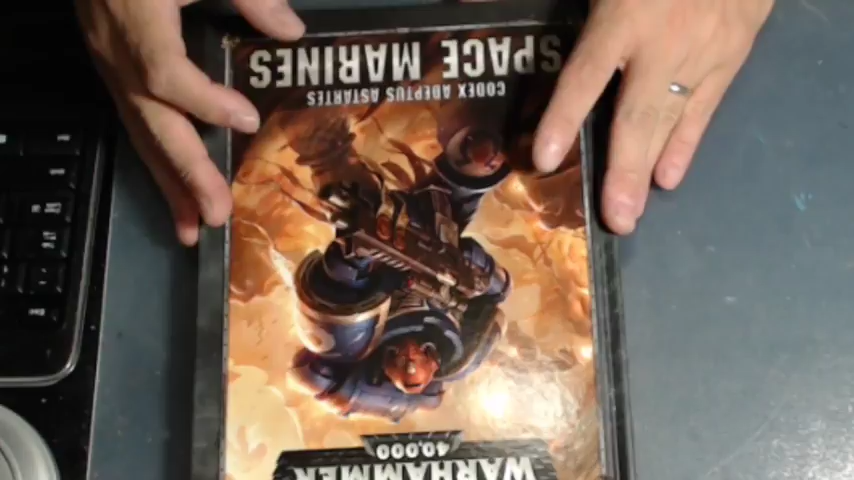 WARHAMMER
40,000
CODEX ADEPTUS ASTARTES
SPACE MARINES